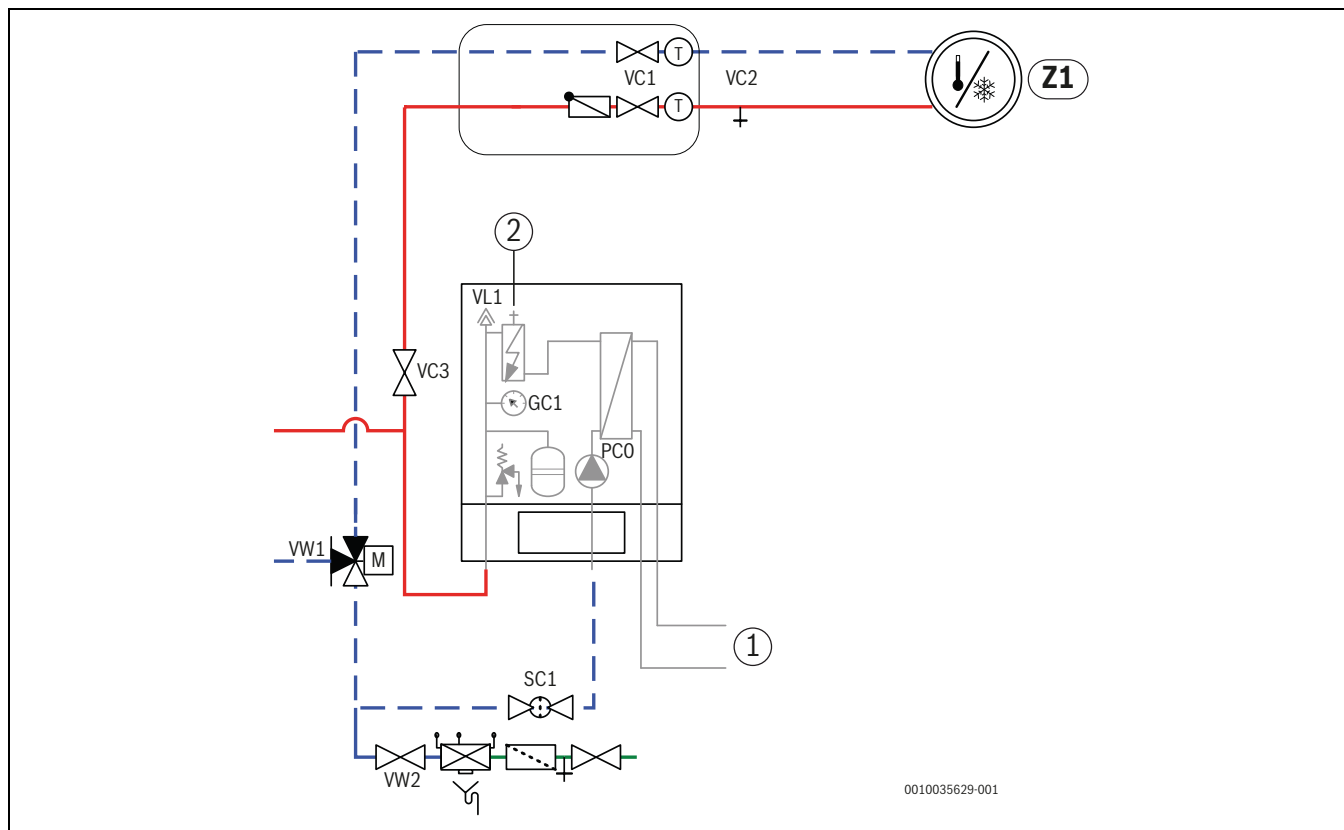 T
VC1
VC2
Z1
T
2
VL1
VC3
GC1
PC0
VW1
M
1
SC1
VW2
0010035629-001